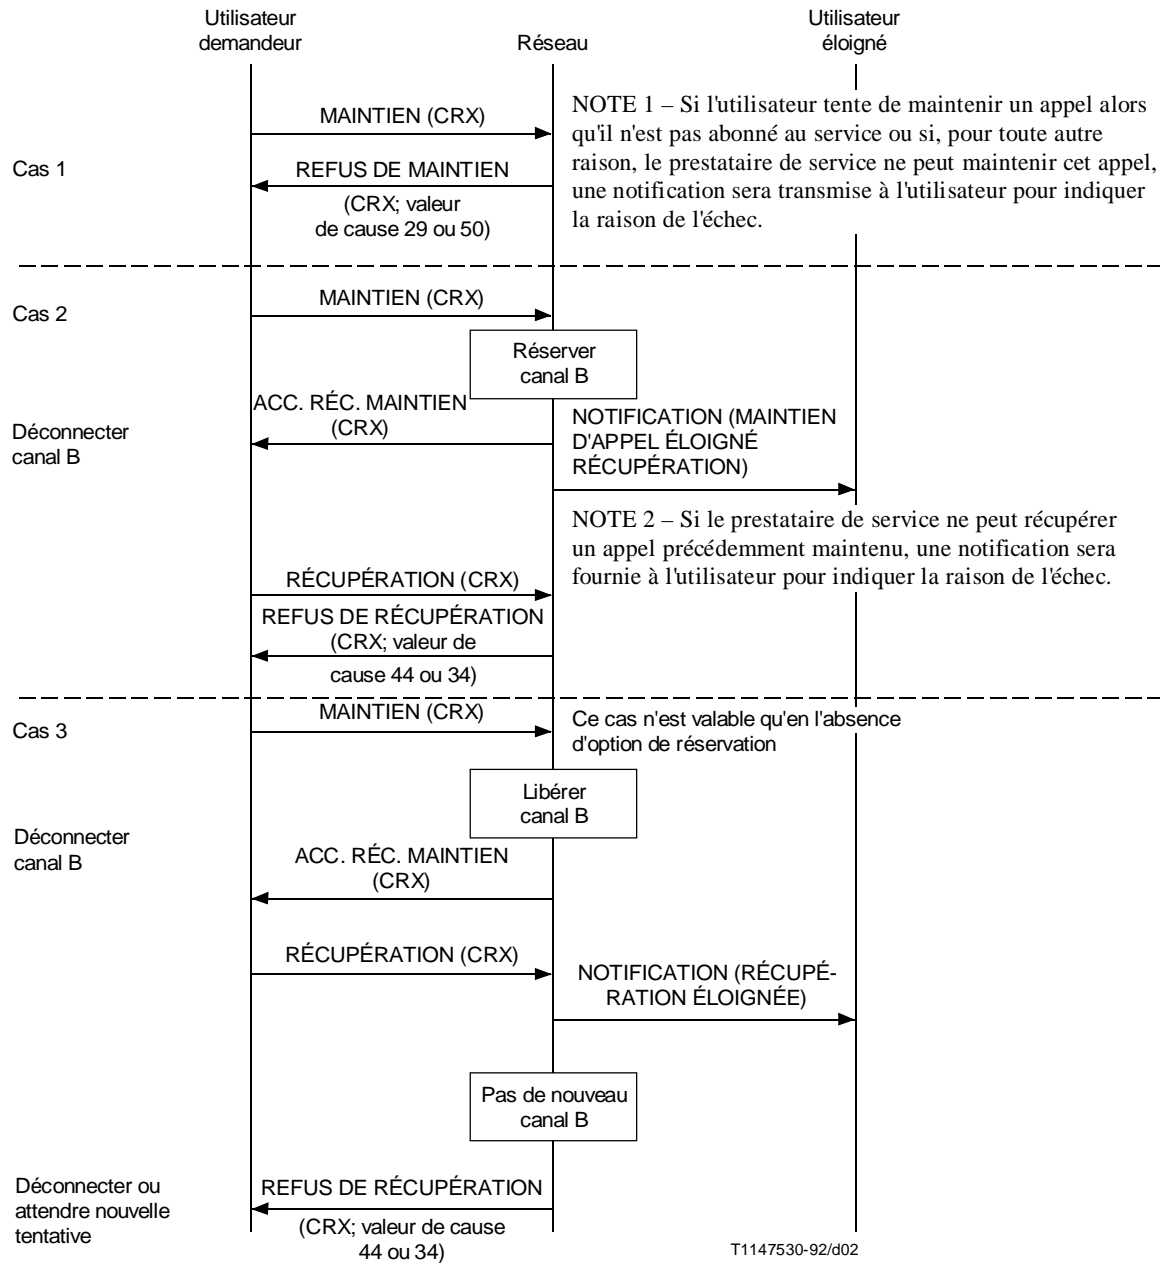 Utilisateur
demandeur
Réseau
Utilisateur
éloigné
MAINTIEN (CRX)
NOTE 1 – Si l'utilisateur tente de maintenir un appel alors
qu'il n'est pas abonné au service ou si, pour toute autre
raison, le prestataire de service ne peut maintenir cet appel,
une notification sera transmise à l'utilisateur pour indiquer
la raison de l'échec.
Cas 1
REFUS DE MAINTIEN
(CRX; valeur
de cause 29 ou 50)
Cas 2
MAINTIEN (CRX)
Réserver
canal B
Déconnecter
canal B
ACC. RÉC. MAINTIEN
(CRX)
NOTIFICATION (MAINTIEN
D'APPEL ÉLOIGNÉ
RÉCUPÉRATION)
NOTE 2 – Si le prestataire de service ne peut récupérer
un appel précédemment maintenu, une notification sera
fournie à l'utilisateur pour indiquer la raison de l'échec.
RÉCUPÉRATION (CRX)
REFUS DE RÉCUPÉRATION
(CRX; valeur de
cause 44 ou 34)
Cas 3
MAINTIEN (CRX)
Ce cas n'est valable qu'en l'absence
d'option de réservation
Libérer
canal B
Déconnecter
canal B
ACC. RÉC. MAINTIEN
(CRX)
RÉCUPÉRATION (CRX)
NOTIFICATION (RÉCUPÉ-
RATION ÉLOIGNÉE)
Pas de nouveau
canal B
Déconnecter ou
attendre nouvelle
tentative
REFUS DE RÉCUPÉRATION
(CRX; valeur de cause
44 ou 34)
T1147530-92/d02